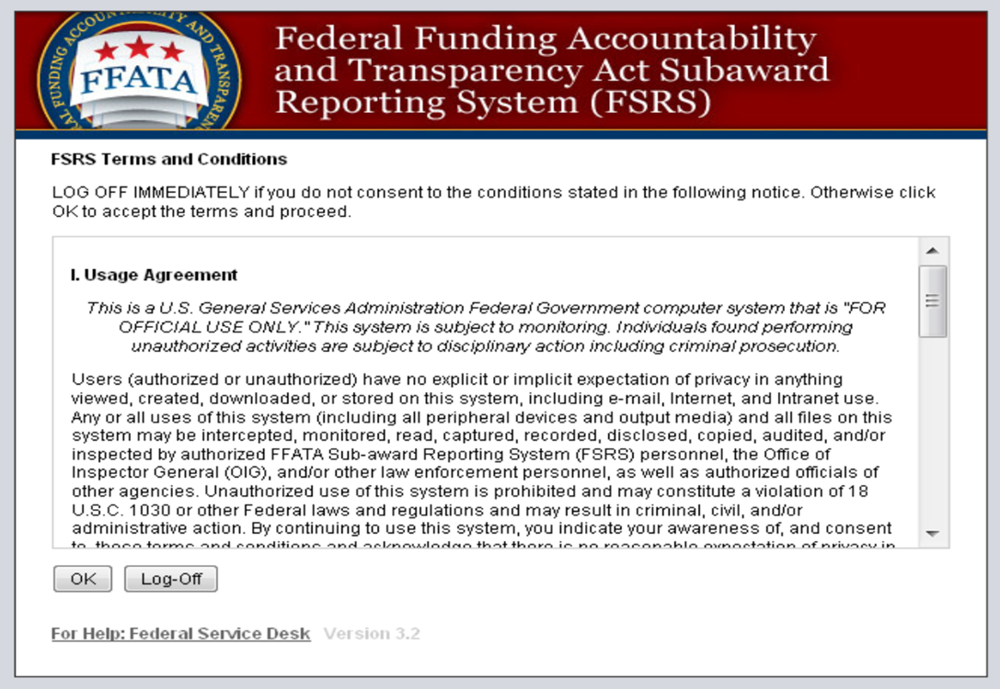 FUNDING ACCOUNTABILITY AND TRANSPARENCY
FFATA
Federal Funding Accountability
and Transparency Act Subaward
Reporting System (FSRS)
FSRS Terms and Conditions
LOG OFF IMMEDIATELY if you do not consent to the conditions stated in the following notice. Otherwise click
OK to accept the terms and proceed.
I. Usage Agreement
This is a U.S. General Services Administration Federal Government computer system that is "FOR
OFFICIAL USE ONLY." This system is subject to monitoring. Individuals found performing
unauthorized activities are subject to disciplinary action including criminal prosecution.
Users (authorized or unauthorized) have no explicit or implicit expectation of privacy in anything
viewed, created, downloaded, or stored on this system, including e-mail, Internet, and Intranet use.
Any or all uses of this system (including all peripheral devices and output media) and all files on this
system may be intercepted, monitored, read, captured, recorded, disclosed, copied, audited, and/or
inspected by authorized FFATA Sub-award Reporting System (FSRS) personnel, the Office of
Inspector General (OIG), and/or other law enforcement personnel, as well as authorized officials of
other agencies. Unauthorized use of this system is prohibited and may constitute a violation of 18
U.S.C. 1030 or other Federal laws and regulations and may result in criminal, civil, and/or
administrative action. By continuing to use this system, you indicate your awareness of, and consent
to, these terms and conditions and acknowledge that there is no reasonable expectation of privacy in
OK
Log-Off
For Help: Federal Service Desk Version 3.2